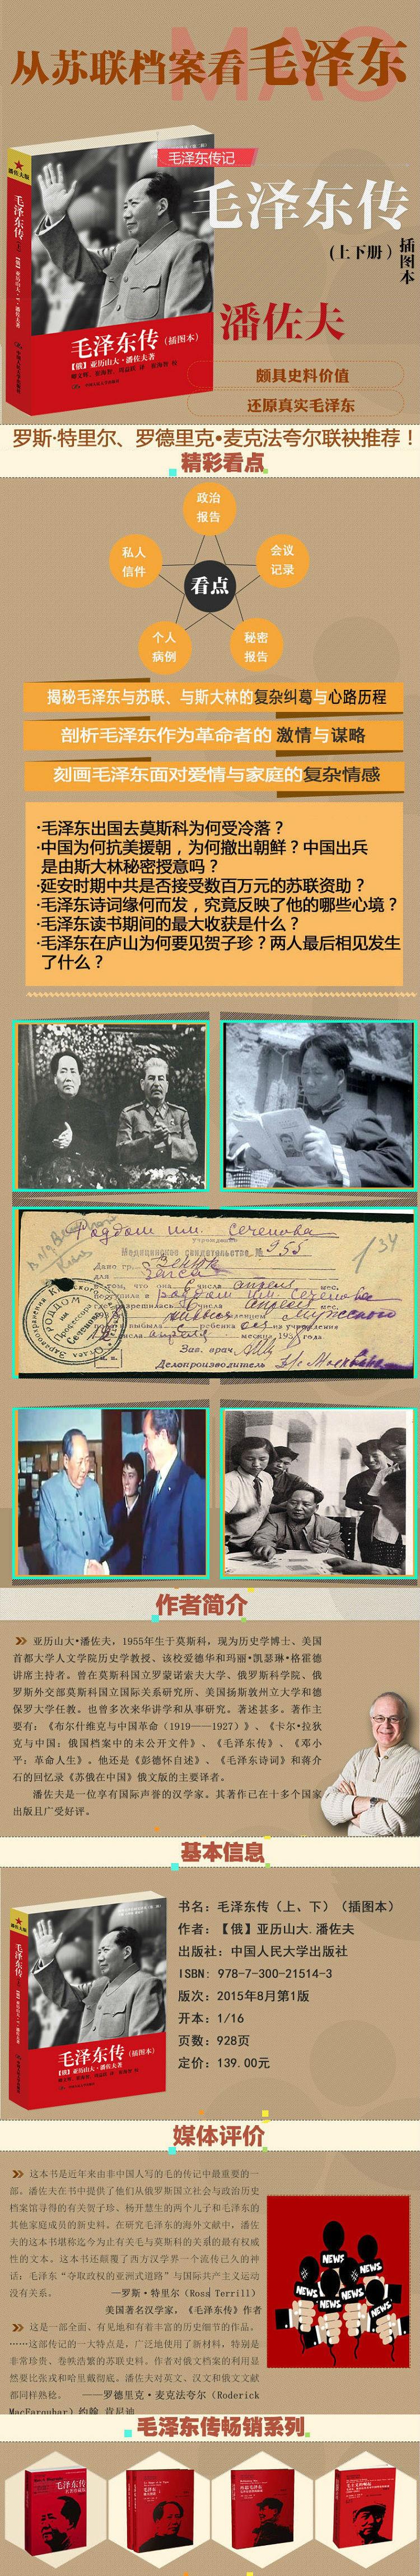 MAO
从苏联档案看毛泽东
毛泽东传记
毛泽东传
(上下册)
插图本
潘佐夫
颇具史料价值
还原真实毛泽东
潘佐夫版
毛泽东传
毛泽东传（插图本）
【俄】亚历山大·潘佐夫著
罗斯·特里尔、罗德里克•麦克法夸尔联袂推荐！
精彩看点
政治
报告
私人
信件
会议
记录
看点
个人
病例
秘密
报告
揭秘毛泽东与苏联、与斯大林的复杂纠葛与心路历程
剖析毛泽东作为革命者的 激情与谋略
刻画毛泽东面对爱情与家庭的复杂情感
·毛泽东出国去莫斯科为何受冷落？
·中国为何抗美援朝，为何撤出朝鲜？中国出兵
是由斯大林秘密授意吗？
·延安时期中共是否接受数百万元的苏联资助？
·毛泽东诗词缘何而发，究竟反映了他的哪些心境？
·毛泽东读书期间的最大收获是什么？
·毛泽东在庐山为何要见贺子珍？两人最后相见发生
了什么？
作者简介
亚历山大•潘佐夫，1955年生于莫斯科，现为历史学博士、美国
首都大学人文学院历史学教授、该校爱德华和玛丽•凯瑟琳•格霍德
讲席主持者。曾在莫斯科国立罗蒙诺索夫大学、俄罗斯科学院、俄
罗斯外交部莫斯科国立国际关系研究所、美国扬斯敦州立大学和德
保罗大学任教。也曾多次来华讲学和从事研究。著述甚多。著作主
要有：《布尔什维克与中国革命（1919——1927）》、《卡尔•拉狄
克与中国：俄国档案中的未公开文件》、《毛泽东传》、《邓小
平：革命人生》。他还是《彭德怀自述》、《毛泽东诗词》和蒋介
石的回忆录《苏俄在中国》俄文版的主要译者。
潘佐夫是一位享有国际声誉的汉学家。其著作已在十多个国家
出版且广受好评。
基本信息
潘佐夫版
毛泽东传
毛泽东传（插图本）
【俄】亚历山大·潘佐夫著
书名：毛泽东传（上、下）（插图本）
作者：【俄】亚历山大.潘佐夫
出版社：中国人民大学出版社
ISBN: 978-7-300-21514-3
版次：2015年8月第1版
开本：1/16
页数：928页
定价：139.00元
媒体评价
这本书是近年来由非中国人写的毛的传记中最重要的一
部。潘佐夫在书中提供了他们从俄罗斯国立社会与政治历史
档案馆寻得的有关贺子珍、杨开慧生的两个儿子和毛泽东的
其他家庭成员的新史料。在研究毛泽东的海外文献中，潘佐
夫的这本书堪称迄今为止有关毛与莫斯科的关系的最有权威
性的文本。这本书还颠覆了西方汉学界一个流传已久的神
话：毛泽东“夺取政权的亚洲式道路”与国际共产主义运动
没有关系。
—罗斯·特里尔（Ross Terrill）
美国著名汉学家，《毛泽东传》作者
这是一部全面、有见地和有着丰富的历史细节的作品。
……这部传记的一大特点是，广泛地使用了新材料，特别是
非常珍贵、卷帙浩繁的苏联史料。作者对俄文档案的利用显
然要比张戎和哈里戴彻底。潘佐夫对英文、汉文和俄文文献
都同样熟稔。 ——罗德里克·麦克法夸尔（Roderick
MacFarquhar）约翰.肯尼迪
NEWS
NEWS
NEWS
NEWS
NEWS
NEWS
毛泽东传畅销系列
毛泽东传